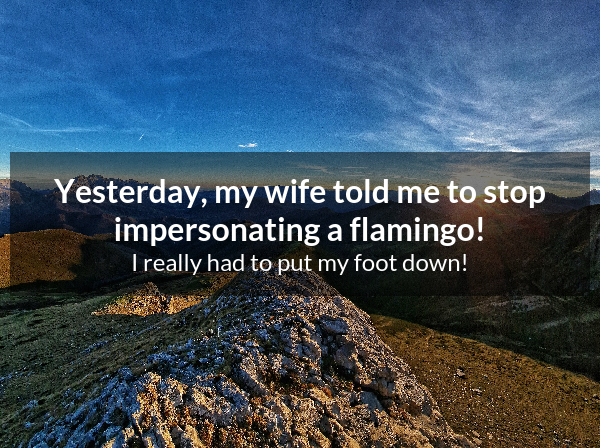 Yesterday, my wife told me to stop
impersonating a flamingo!
I really had to put my foot down!